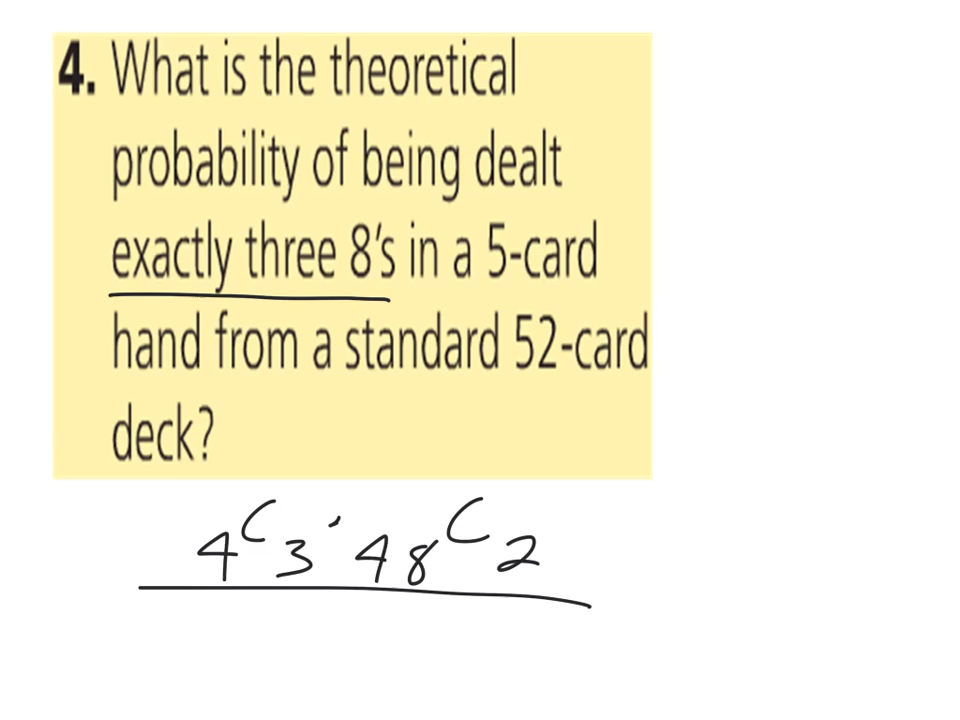 4. What is the theoretical
probability of being dealt
exactly three 8's in a 5-card
hand from a standard 52-card
deck?
4C3 · 48C2